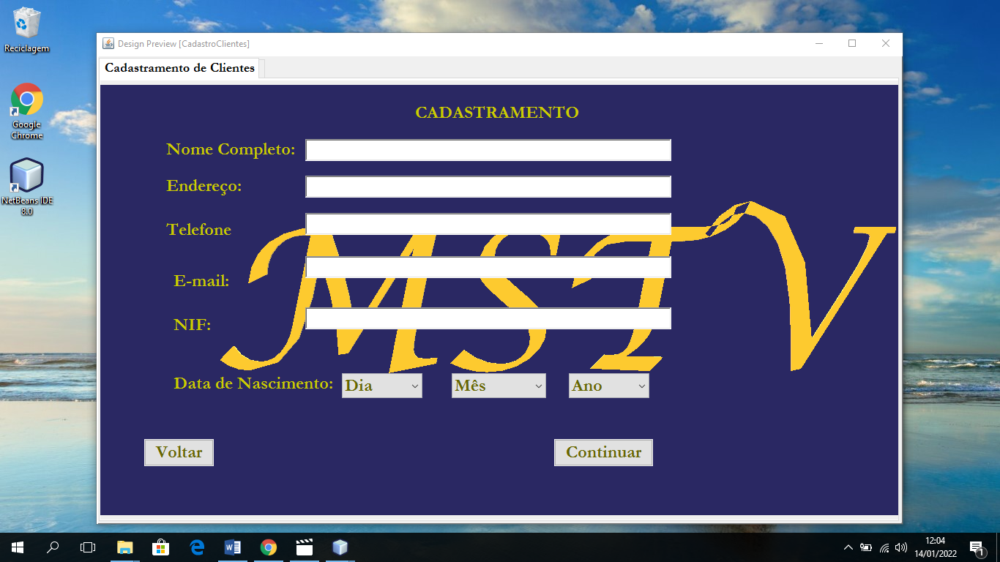 Reciclagem
Google
Chrome
NetBeans IDE
8.0
Design Preview [CadastroClientes]
Cadastramento de Clientes
CADASTRAMENTO
Nome Completo:
Endereço:
Telefone
E-mail:
NIF:
MSTV
Data de Nascimento: Dia Mês Ano
Voltar Continuar
12:04
14/01/2022
1